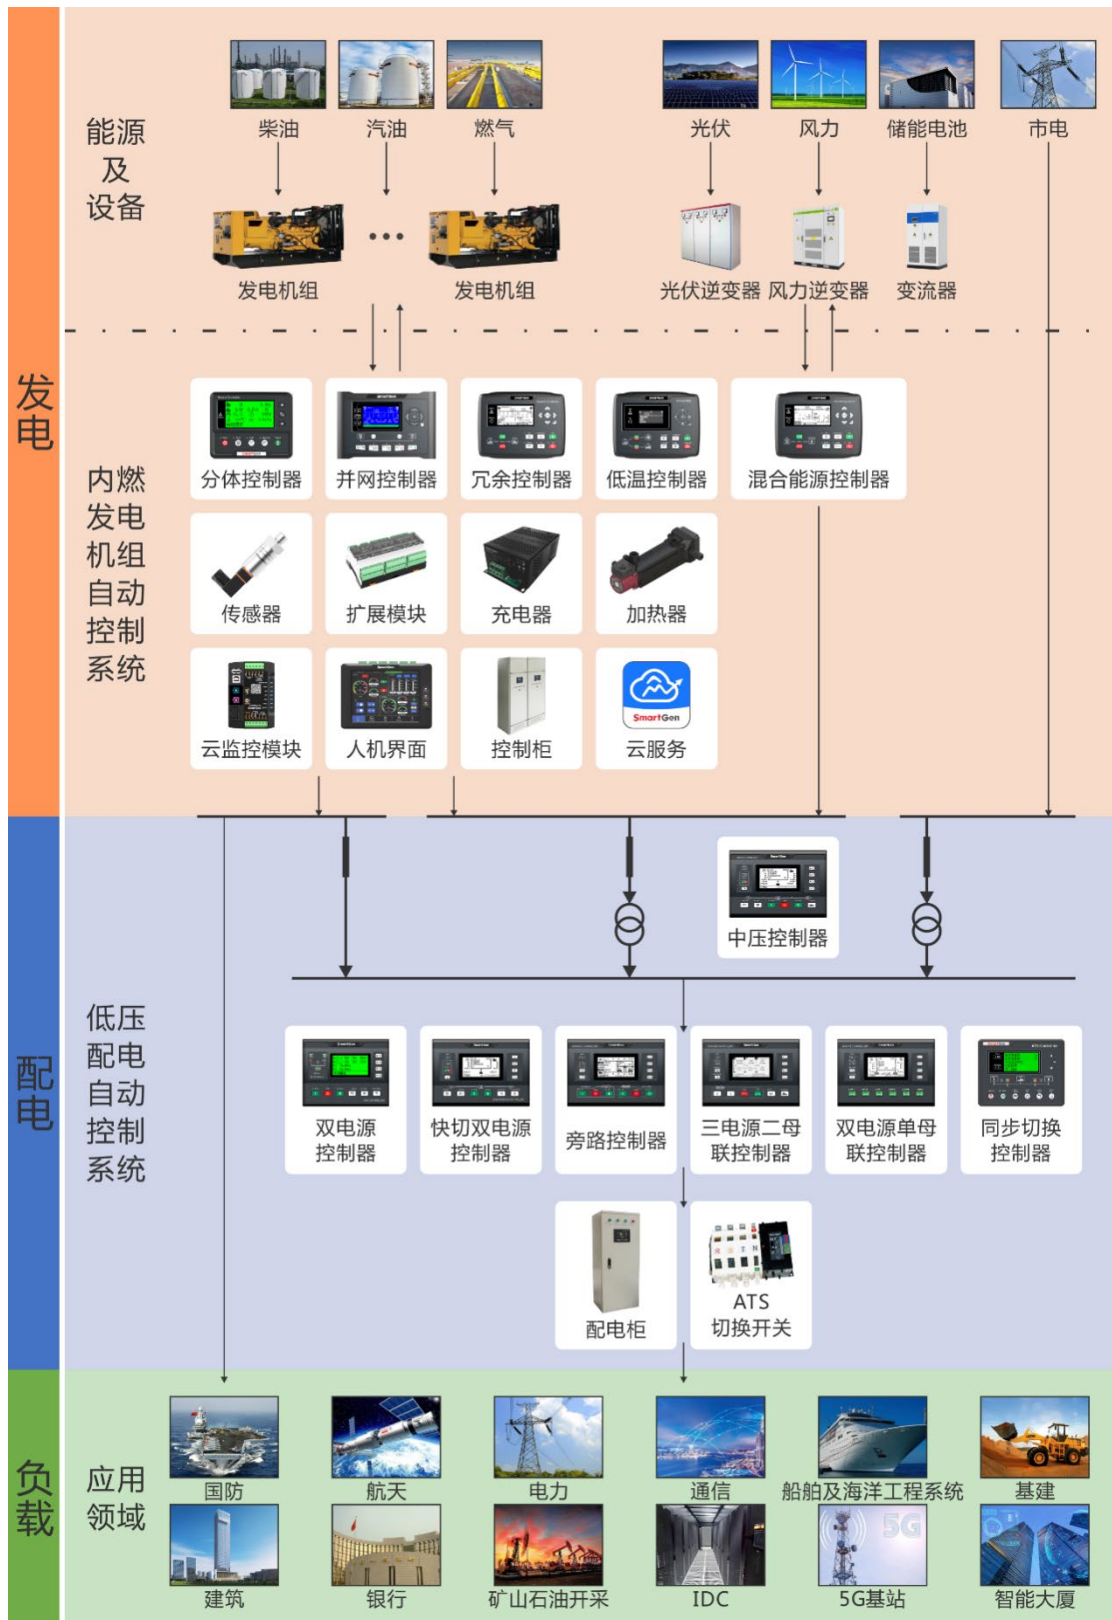 发电
能源
及
设备
柴油
汽油
燃气
光伏
风力
储能电池
市电
发电机组
发电机组
光伏逆变器
风力逆变器
变流器
内燃
发电
机组
自动
控制
系统
分体控制器
并网控制器
冗余控制器
低温控制器
混合能源控制器
传感器
扩展模块
充电器
加热器
SmartGen
云监控模块
人机界面
控制柜
云服务
配电
低压
配电
自动
控制
系统
中压控制器
双电源
控制器
快切双电源
控制器
旁路控制器
三电源二母
联控制器
双电源单母
联控制器
同步切换
控制器
配电柜
ATS
切换开关
负载
应用
领域
国防
航天
电力
通信
船舶及海洋工程系统
基建
5G
建筑
银行
矿山石油开采
IDC
5G基站
智能大厦